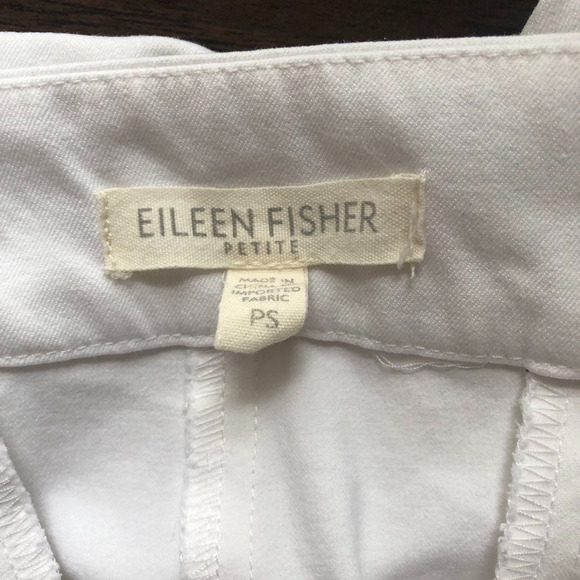 EILEEN FISHER
PETITE
MADE IN
CHINA
IMPORTED
FABRIC
PS